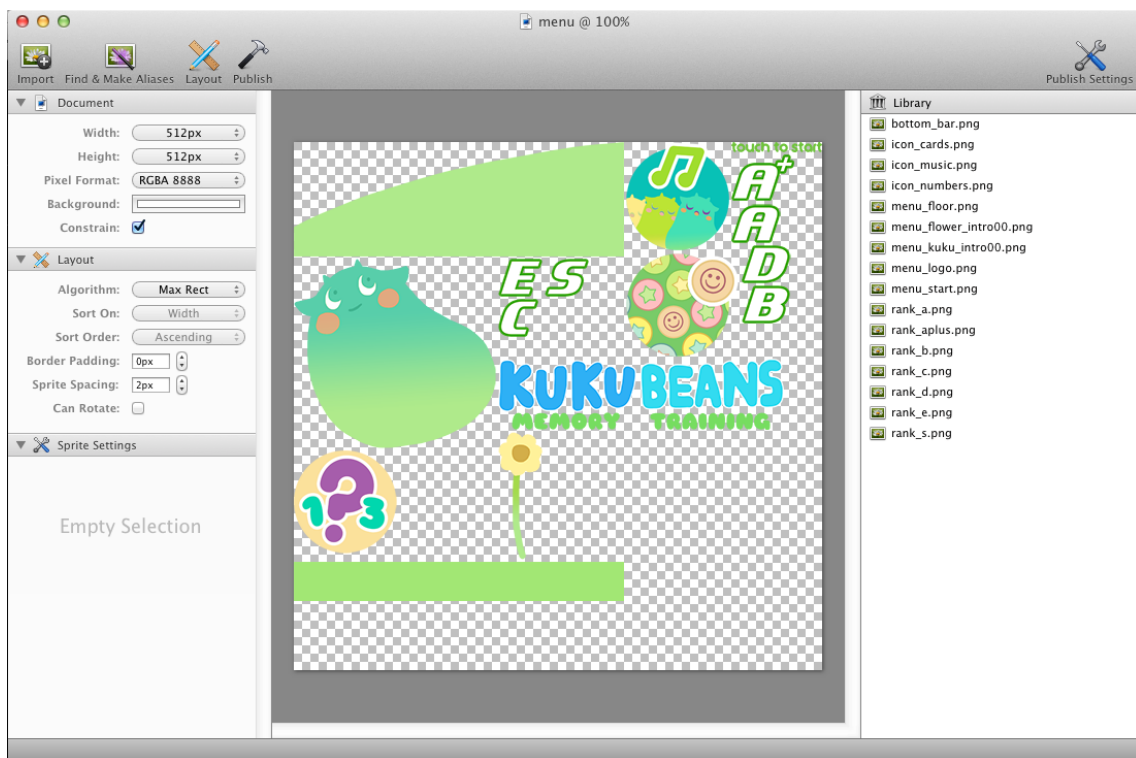 menu @ 100%
Import Find & Make Aliases Layout Publish Publish Settings
Document
Width: 512px
Height: 512px
Pixel Format: RGBA 8888
Background:
Constrain:
Layout
Algorithm: Max Rect
Sort On: Width
Sort Order: Ascending
Border Padding: 0px
Sprite Spacing: 2px
Can Rotate:
Sprite Settings
Empty Selection
touch to start
A+
A
D
B
E S
C
KUKU BEANS
MEMORY TRAINING
1 ? 3
Library
bottom_bar.png
icon_cards.png
icon_music.png
icon_numbers.png
menu_floor.png
menu_flower_intro00.png
menu_kuku_intro00.png
menu_logo.png
menu_start.png
rank_a.png
rank_aplus.png
rank_b.png
rank_c.png
rank_d.png
rank_e.png
rank_s.png